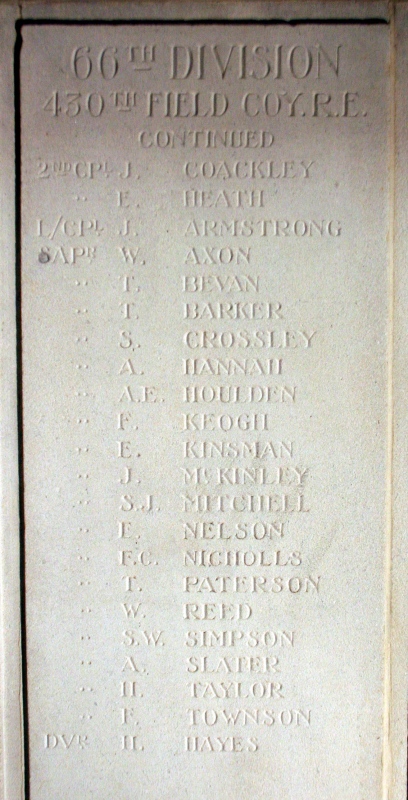 66TH DIVISION
430TH FIELD COY. R.E.
CONTINUED
2ND CPL J. COACKLEY
" E. HEATH
L/CPL J. ARMSTRONG
SAPR W. AXON
" T. BEVAN
" T. BARKER
" S. CROSSLEY
" A. HANNAH
" A.E. HOULDEN
" F. KEOGH
" E. KINSMAN
" J. MCKINLEY
" S.J. MITCHELL
" E. NELSON
" F.C. NICHOLLS
" T. PATERSON
" W. REED
" S.W. SIMPSON
" A. SLATER
" H. TAYLOR
" F. TOWNSON
DVR H. HAYES